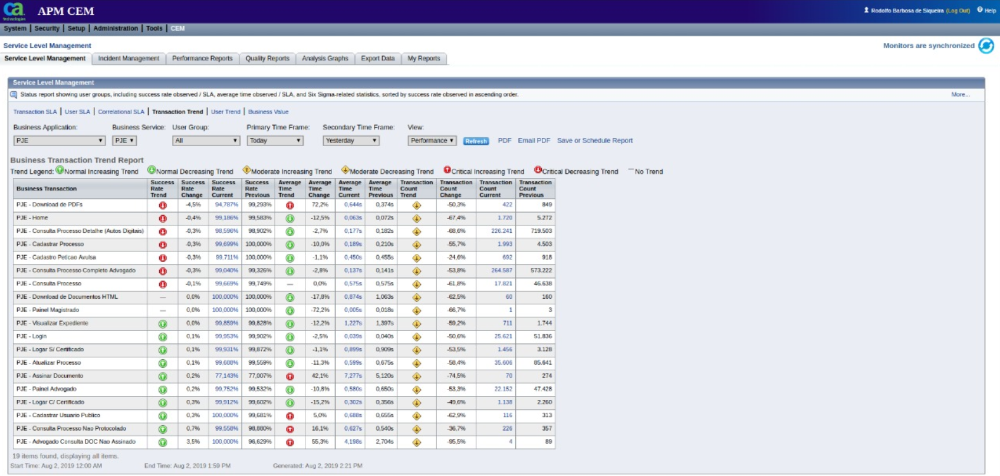 ca technologies APM CEM Rodolfo Barbosa de Siqueira (Log Out) Help
System | Security | Setup | Administration | Tools | CEM
Service Level Management Monitors are synchronized
Service Level Management Incident Management Performance Reports Quality Reports Analysis Graphs Export Data My Reports
Service Level Management
Status report showing user groups, including success rate observed / SLA, average time observed / SLA, and Six Sigma-related statistics, sorted by success rate observed in ascending order. More...
Transaction SLA | User SLA | Correlational SLA | Transaction Trend | User Trend | Business Value
Business Application: Business Service: User Group: Primary Time Frame: Secondary Time Frame: View:
PJE PJE All Today Yesterday Performance Refresh PDF Email PDF Save or Schedule Report
Business Transaction Trend Report
Trend Legend: Normal Increasing Trend Normal Decreasing Trend Moderate Increasing Trend Moderate Decreasing Trend Critical Increasing Trend Critical Decreasing Trend No Trend
Business Transaction Success Rate Trend Success Rate Change Success Rate Current Success Rate Previous Average Time Trend Average Time Change Average Time Current Average Time Previous Transaction Count Trend Transaction Count Change Transaction Count Current Transaction Count Previous
PJE - Download de PDFs -4,5% 94,787% 99,293% 72,2% 0,644s 0,374s -50,3% 422 849
PJE - Home -0,4% 99,186% 99,583% -12,5% 0,063s 0,072s -67,4% 1.720 5.272
PJE - Consulta Processo Detalhe (Autos Digitais) -0,3% 98,596% 98,902% -2,7% 0,177s 0,182s -68,6% 226.241 719.503
PJE - Cadastrar Processo -0,3% 99,699% 100,000% -10,0% 0,189s 0,210s -55,7% 1.993 4.503
PJE - Cadastro Peticao Avulsa -0,3% 99,711% 100,000% -1,1% 0,450s 0,455s -24,6% 692 918
PJE - Consulta Processo Completo Advogado -0,3% 99,040% 99,326% -2,8% 0,137s 0,141s -53,8% 264.587 573.222
PJE - Consulta Processo -0,1% 99,669% 99,749% — 0,0% 0,575s 0,575s -61,8% 17.821 46.638
PJE - Download de Documentos HTML — 0,0% 100,000% 100,000% -17,8% 0,874s 1,063s -62,5% 60 160
PJE - Painel Magistrado — 0,0% 100,000% 100,000% -72,2% 0,005s 0,018s -66,7% 1 3
PJE - Visualizar Expediente 0,0% 99,859% 99,828% -12,2% 1,227s 1,397s -59,2% 711 1.744
PJE - Login 0,1% 99,953% 99,902% -2,5% 0,039s 0,040s -50,6% 25.621 51.836
PJE - Logar S/ Certificado 0,1% 99,931% 99,872% -1,1% 0,899s 0,909s -53,5% 1.456 3.128
PJE - Atualizar Processo 0,1% 99,688% 99,559% -11,3% 0,599s 0,675s -58,4% 35.606 85.641
PJE - Assinar Documento 0,2% 77,143% 77,007% 42,1% 7,277s 5,120s -74,5% 70 274
PJE - Painel Advogado 0,2% 99,752% 99,532% -10,8% 0,580s 0,650s -53,3% 22.152 47.428
PJE - Logar C/ Certificado 0,3% 99,912% 99,602% -15,2% 0,302s 0,356s -49,6% 1.138 2.260
PJE - Cadastrar Usuario Publico 0,3% 100,000% 99,681% 5,0% 0,688s 0,655s -62,9% 116 313
PJE - Consulta Processo Nao Protocolado 0,7% 99,558% 98,880% 16,1% 0,627s 0,540s -36,7% 226 357
PJE - Advogado Consulta DOC Nao Assinado 3,5% 100,000% 96,629% 55,3% 4,198s 2,704s -95,5% 4 89
19 items found, displaying all items.
Start Time: Aug 2, 2019 12:00 AM End Time: Aug 2, 2019 1:59 PM Generated: Aug 2, 2019 2:21 PM